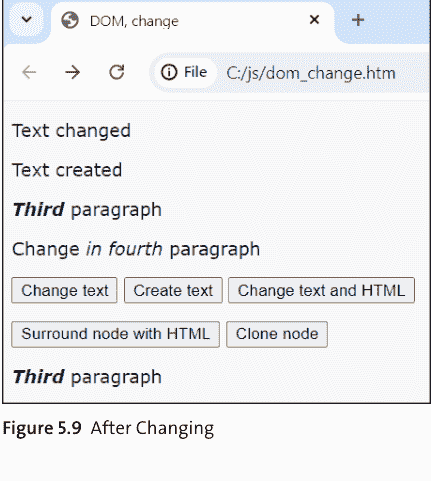 DOM, change
File C:/js/dom_change.htm
Text changed
Text created
Third paragraph
Change in fourth paragraph
Change text Create text Change text and HTML
Surround node with HTML Clone node
Third paragraph
Figure 5.9 After Changing